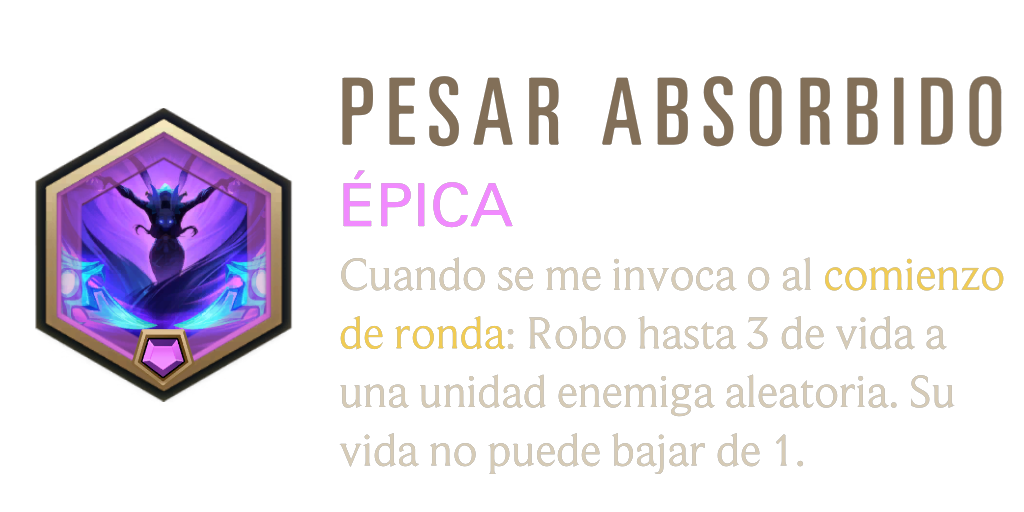 PESAR ABSORBIDO
ÉPICA
Cuando se me invoca o al comienzo
de ronda: Robo hasta 3 de vida a
una unidad enemiga aleatoria. Su
vida no puede bajar de 1.